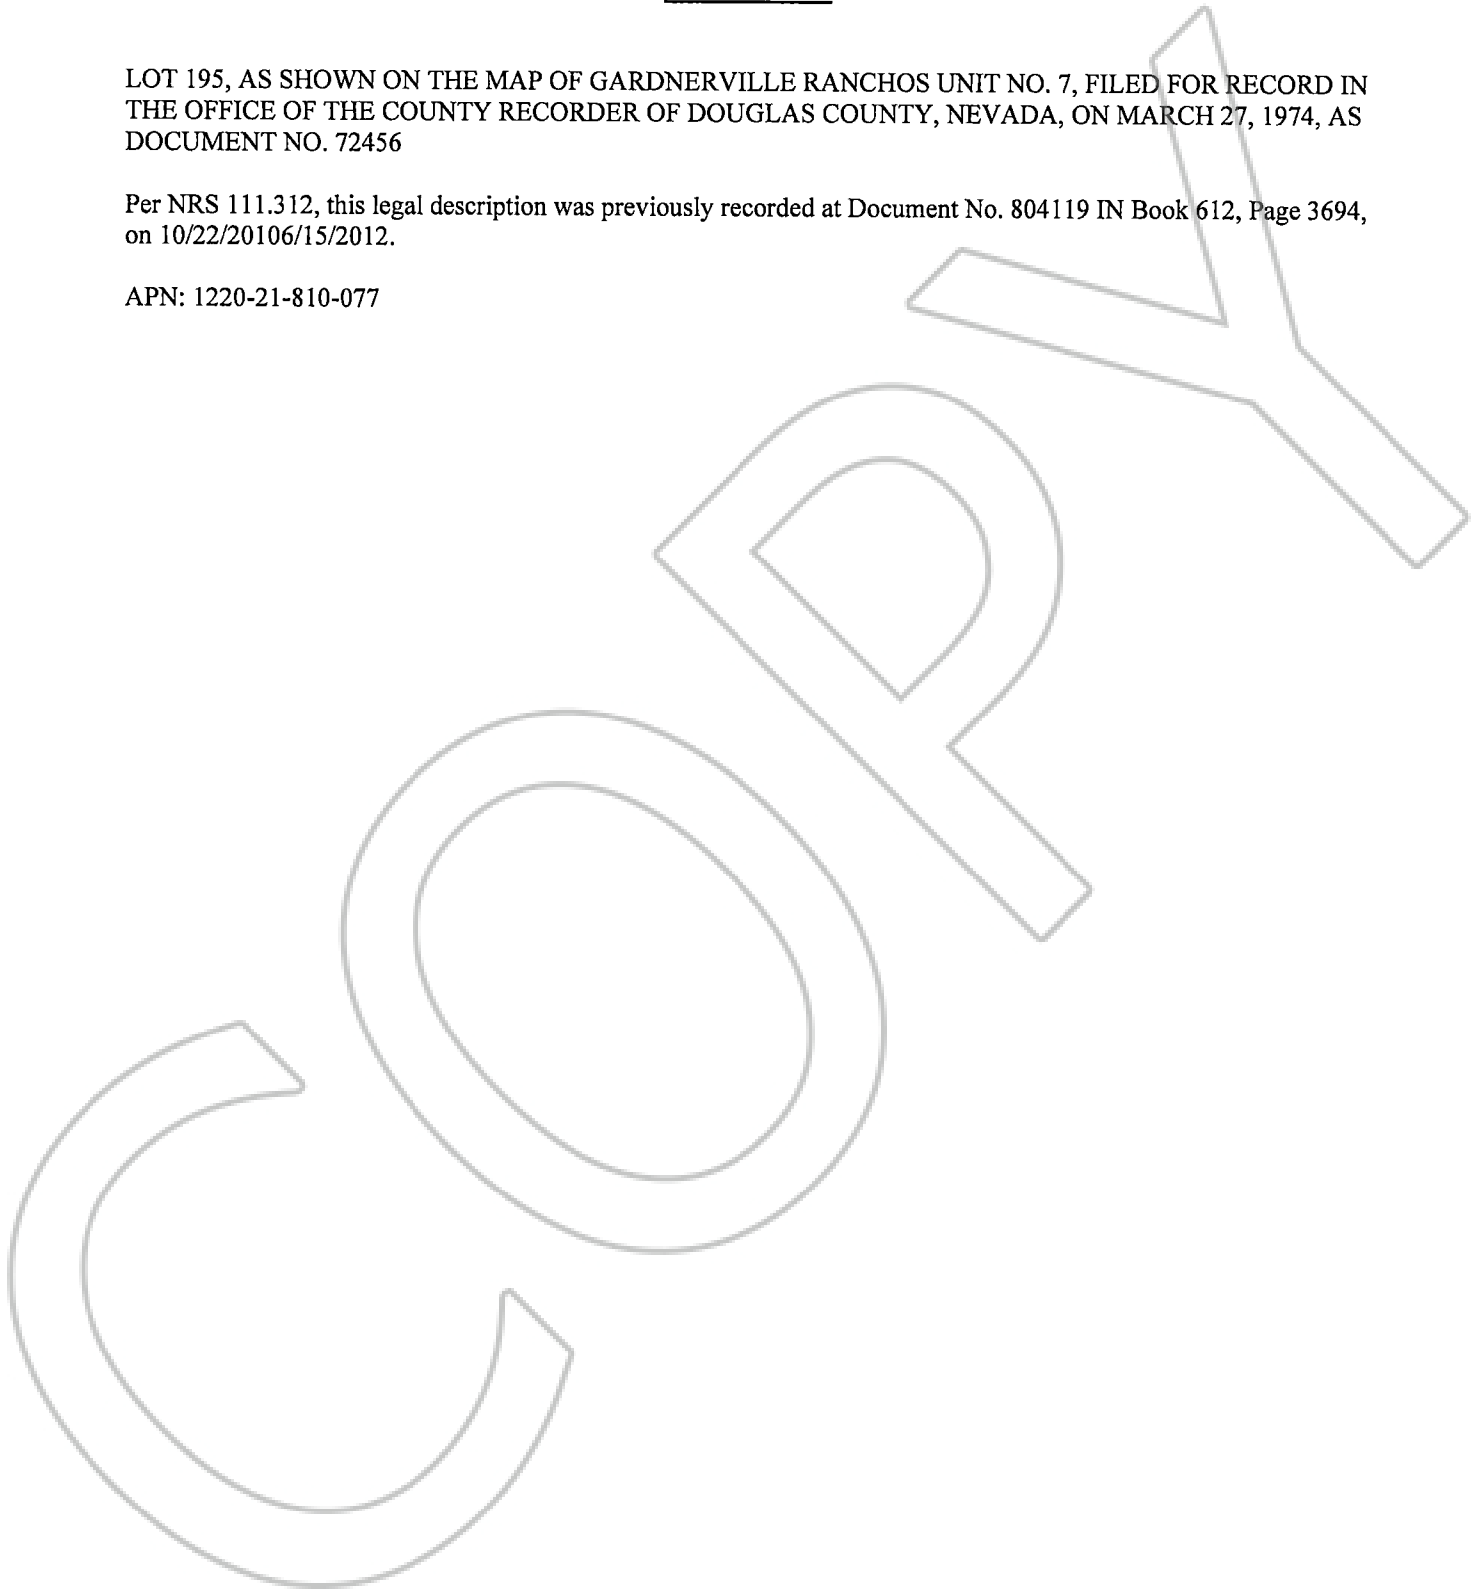 LOT 195, AS SHOWN ON THE MAP OF GARDNERVILLE RANCHOS UNIT NO. 7, FILED FOR RECORD IN
THE OFFICE OF THE COUNTY RECORDER OF DOUGLAS COUNTY, NEVADA, ON MARCH 27, 1974, AS
DOCUMENT NO. 72456
Per NRS 111.312, this legal description was previously recorded at Document No. 804119 IN Book 612, Page 3694,
on 10/22/20106/15/2012.
APN: 1220-21-810-077
COPY